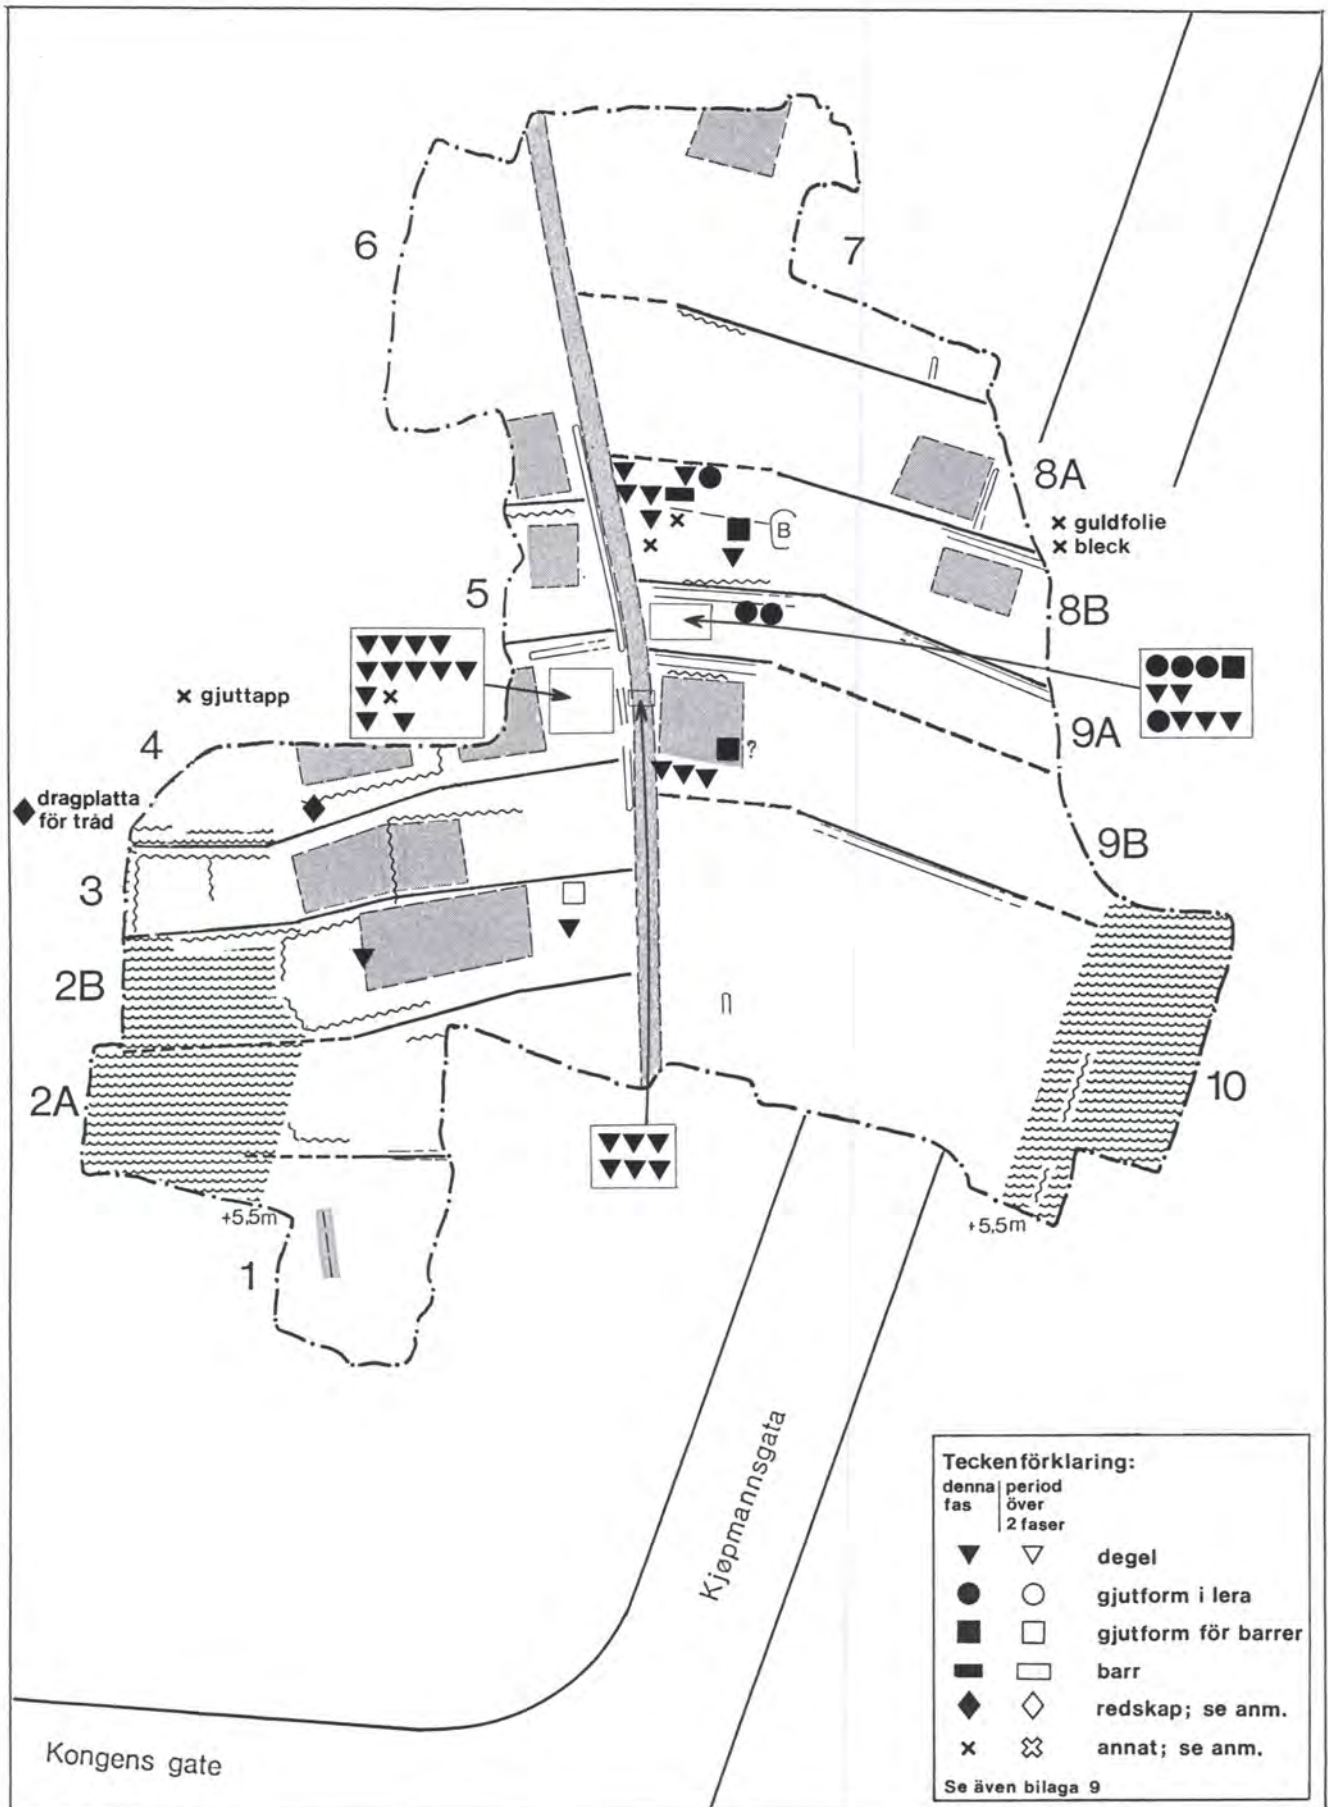 6
7
8A
× guldfolie
× bleck
B
5
8B
× gjuttapp
4
9A
?
dragplatta
för tråd
9B
3
2B
2A
10
+5,5m
+5,5m
1
Kjøpmannsgata
Kongens gate
Teckenförklaring:
denna fas
period över 2 faser
degel
gjutform i lera
gjutform för barrer
barr
redskap; se anm.
annat; se anm.
Se även bilaga 9